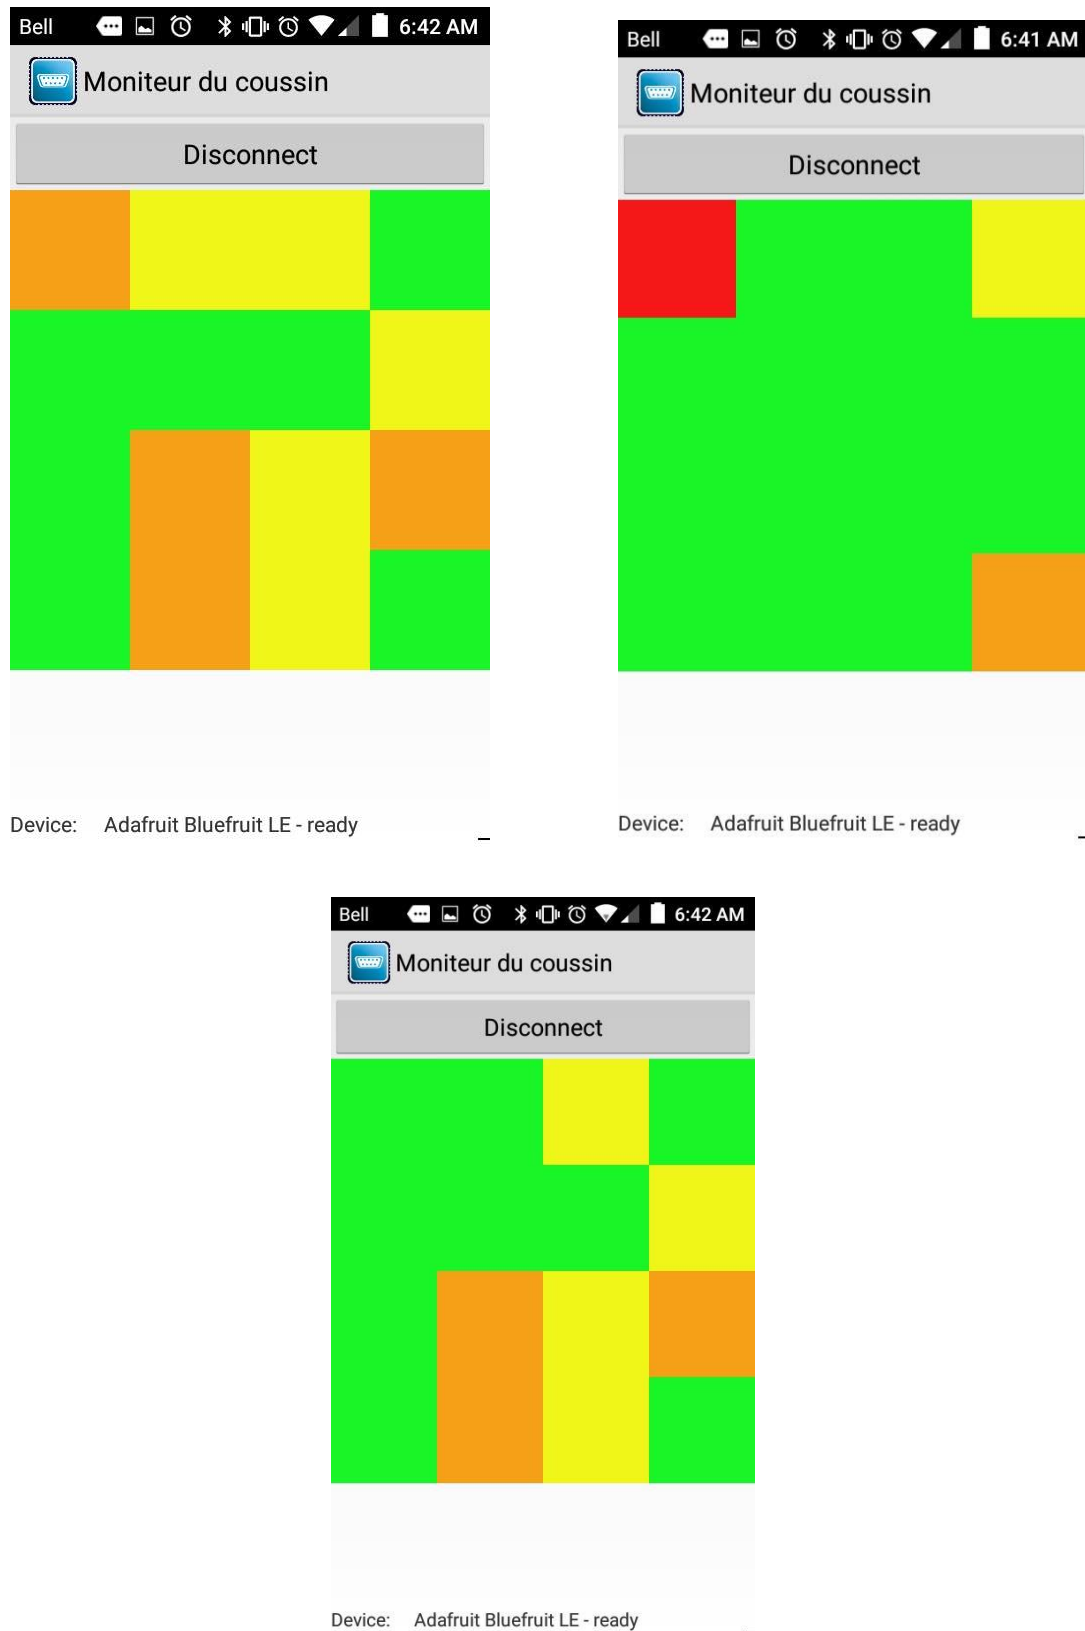 Bell 6:42 AM
Moniteur du coussin
Disconnect
Device: Adafruit Bluefruit LE - ready
Bell 6:41 AM
Moniteur du coussin
Disconnect
Device: Adafruit Bluefruit LE - ready
Bell 6:42 AM
Moniteur du coussin
Disconnect
Device: Adafruit Bluefruit LE - ready